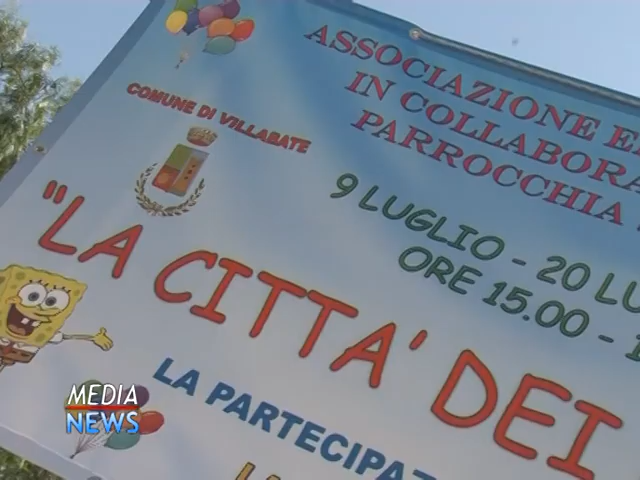 ASSOCIAZIONE
IN COLLABORA
PARROCCHIA
COMUNE DI VILLABATE
9 LUGLIO - 20 LU
ORE 15.00 -
"LA CITTA' DEI
LA PARTECIPAZ
MEDIA
NEWS